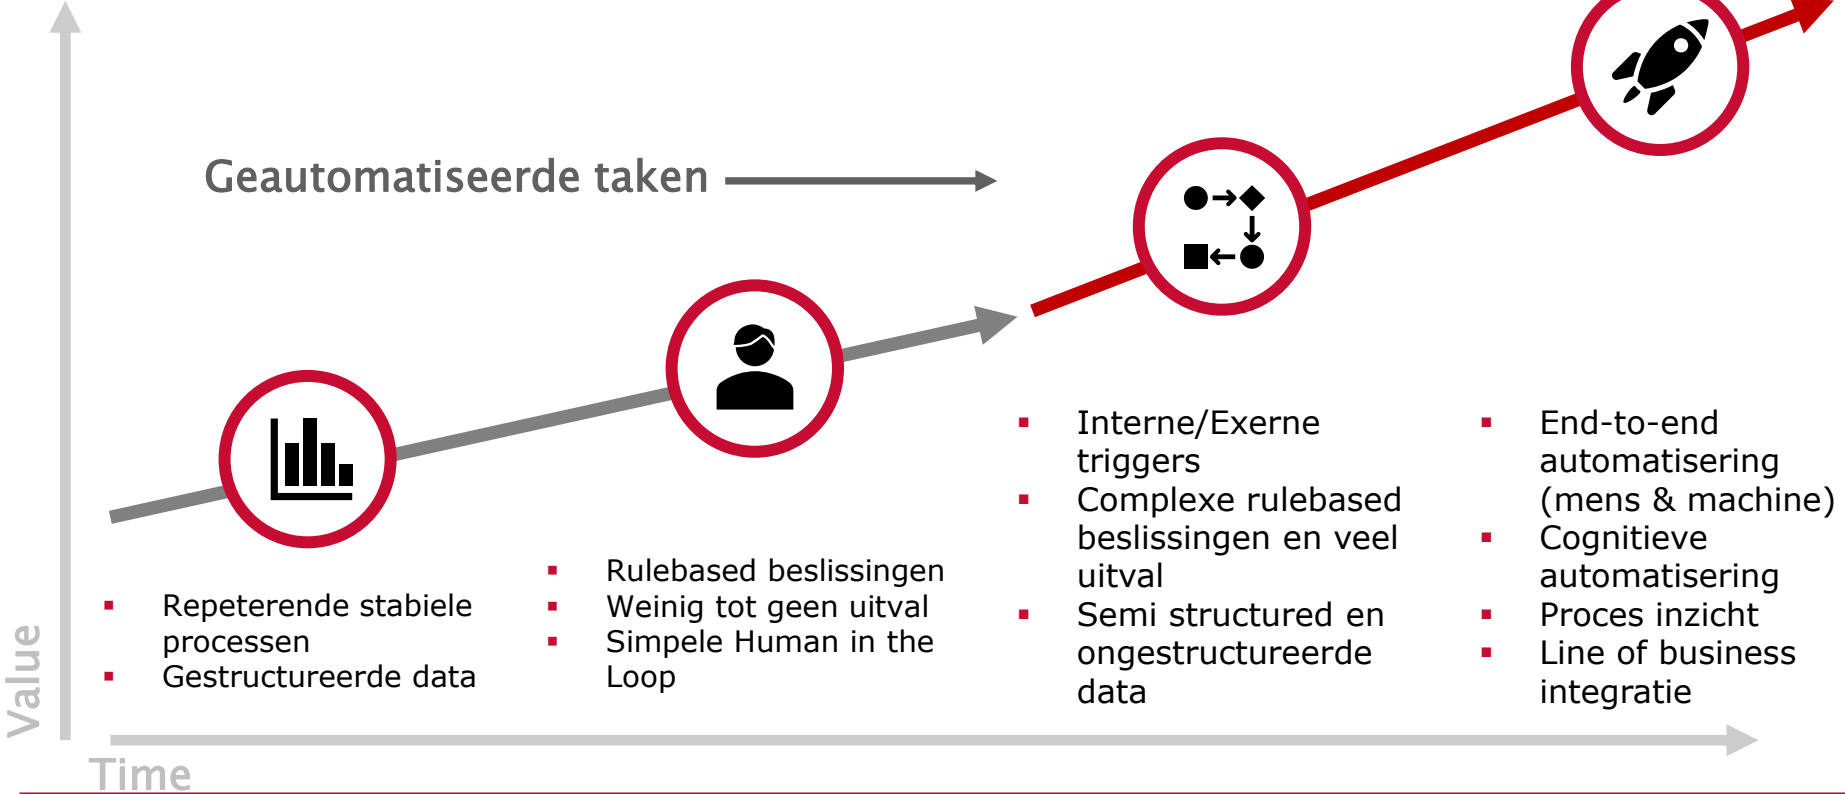 Geautomatiseerde taken
Repeterende stabiele
processen
Gestructureerde data
Rulebased beslissingen
Weinig tot geen uitval
Simpele Human in the
Loop
Interne/Exerne
triggers
Complexe rulebased
beslissingen en veel
uitval
Semi structured en
ongestructureerde
data
End-to-end
automatisering
(mens & machine)
Cognitieve
automatisering
Proces inzicht
Line of business
integratie
Value
Time